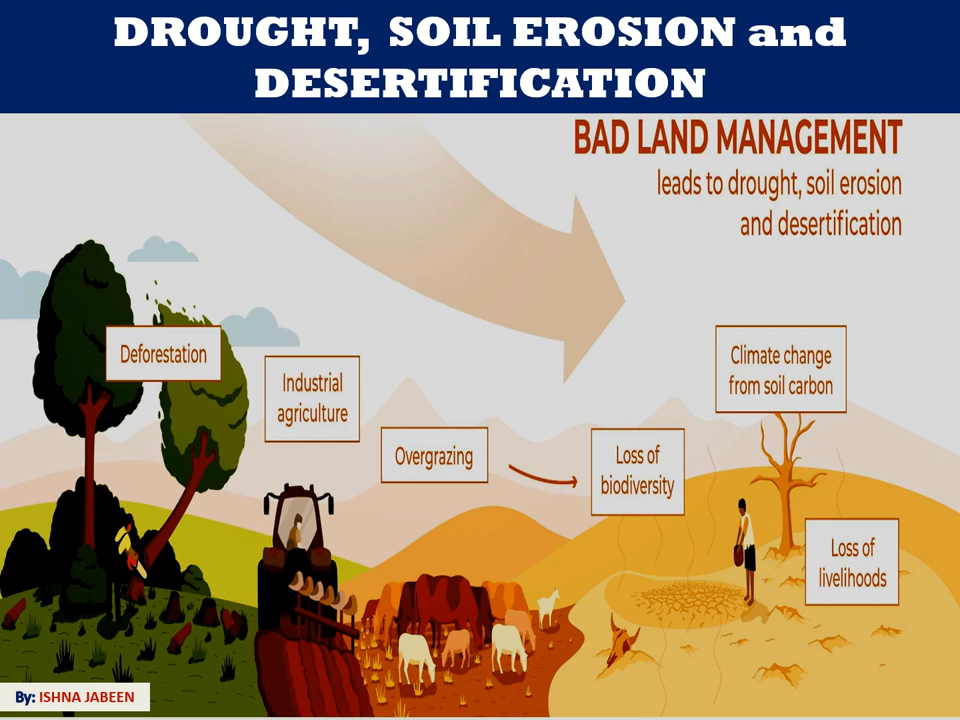 DROUGHT, SOIL EROSION and
DESERTIFICATION
BAD LAND MANAGEMENT
leads to drought, soil erosion
and desertification
Deforestation
Industrial
agriculture
Overgrazing
Loss of
biodiversity
Climate change
from soil carbon
Loss of
livelihoods
By: ISHNA JABEEN